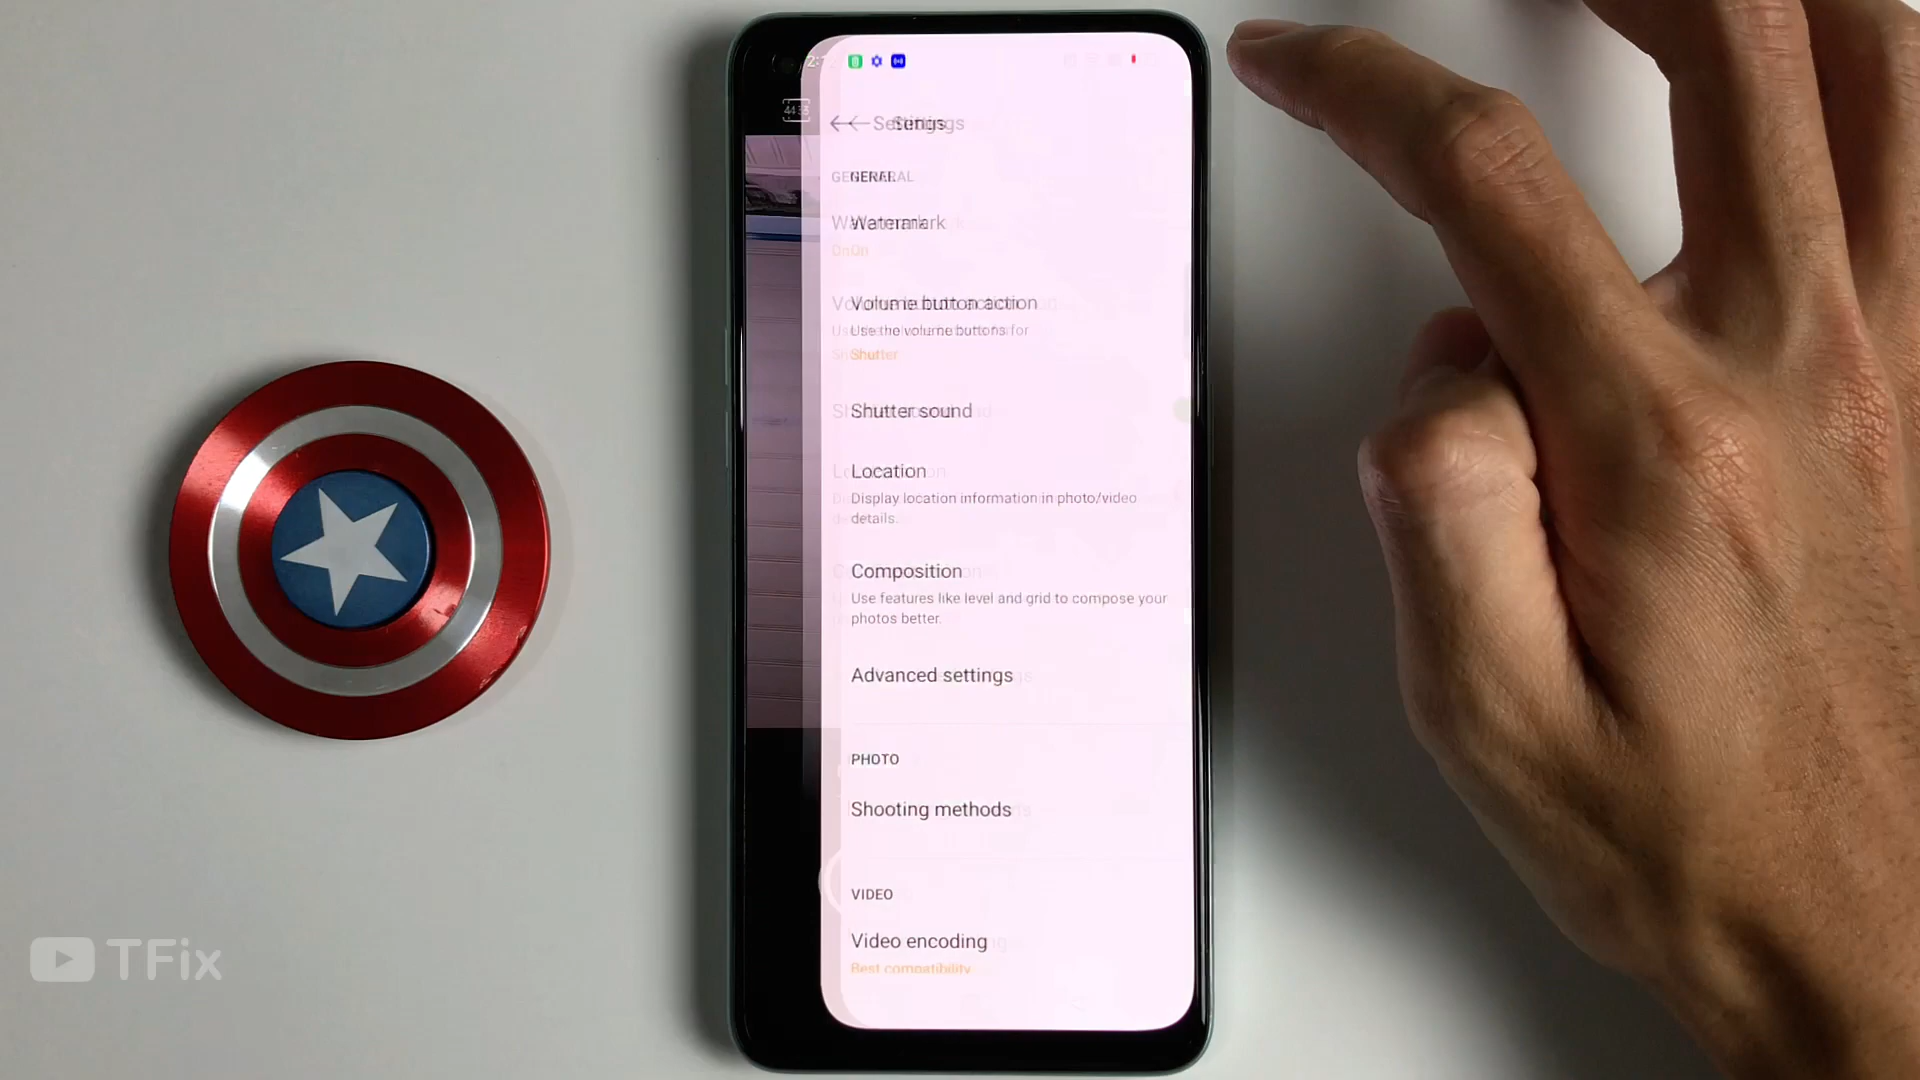 Settings
GENERAL
Watermark
On
Volume button action
Use the volume buttons for
Shutter
Shutter sound
Location
Display location information in photo/video
details.
Composition
Use features like level and grid to compose your
photos better.
Advanced settings
PHOTO
Shooting methods
VIDEO
Video encoding
Best compatibility
TFix